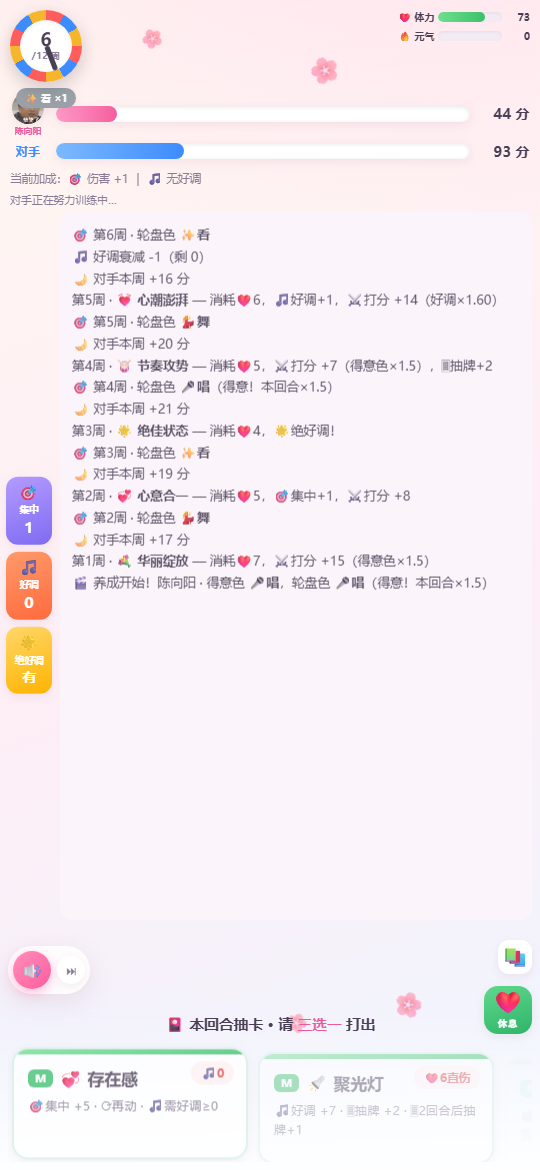 6
/12周
体力 73
元气 0
看 ×1
陈向阳
44 分
对手
93 分
当前加成: 伤害 +1 | 无好调
对手正在努力训练中...
第6周 · 轮盘色 看
好调衰减 -1（剩 0）
对手本周 +16 分
第5周 · 心潮澎湃 — 消耗6, 好调+1, 打分 +14（好调×1.60）
第5周 · 轮盘色 舞
对手本周 +20 分
第4周 · 节奏攻势 — 消耗5, 打分 +7（得意色×1.5）, 抽牌+2
第4周 · 轮盘色 唱（得意！本回合×1.5）
对手本周 +21 分
第3周 · 绝佳状态 — 消耗4, 绝好调！
第3周 · 轮盘色 看
对手本周 +19 分
第2周 · 心意合一 — 消耗5, 集中+1, 打分 +8
第2周 · 轮盘色 舞
对手本周 +17 分
第1周 · 华丽绽放 — 消耗7, 打分 +15（得意色×1.5）
养成开始！陈向阳 · 得意色 唱, 轮盘色 唱（得意！本回合×1.5）
集中
1
好调
0
绝好调
有
休息
本回合抽卡 • 请 三选一 打出
M 存在感 0
集中 +5 · 再动 · 需好调≥0
M 聚光灯 6直伤
好调 +7 · 抽牌 +2 · 2回合后抽
牌+1